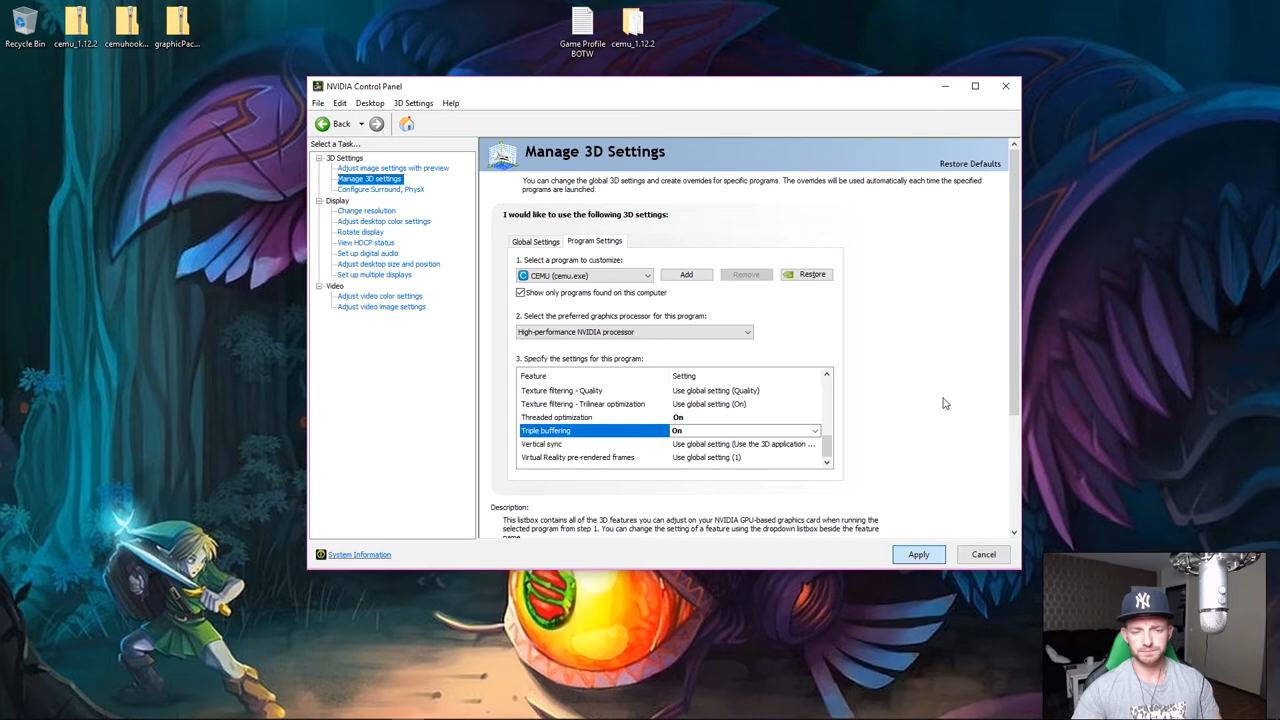 Recycle Bin
cemu_1.12.2
cemuhook...
graphicPac...
Game Profile
BOTW
cemu_1.12.2
NVIDIA Control Panel
File Edit Desktop 3D Settings Help
Back
Select a Task...
3D Settings
Adjust image settings with preview
Manage 3D settings
Configure Surround, PhysX
Display
Change resolution
Adjust desktop color settings
Rotate display
View HDCP status
Set up digital audio
Adjust desktop size and position
Set up multiple displays
Video
Adjust video color settings
Adjust video image settings
System Information
Manage 3D Settings
Restore Defaults
You can change the global 3D settings and create overrides for specific programs. The overrides will be used automatically each time the specified
programs are launched.
I would like to use the following 3D settings:
Global Settings Program Settings
1. Select a program to customize:
CEMU (cemu.exe) Add Remove Restore
Show only programs found on this computer
2. Select the preferred graphics processor for this program:
High-performance NVIDIA processor
3. Specify the settings for this program:
Feature Setting
Texture filtering - Quality Use global setting (Quality)
Texture filtering - Trilinear optimization Use global setting (On)
Threaded optimization On
Triple buffering On
Vertical sync Use global setting (Use the 3D application ...
Virtual Reality pre-rendered frames Use global setting (1)
Description:
This listbox contains all of the 3D features you can adjust on your NVIDIA GPU-based graphics card when running the
selected program from step 1. You can change the setting of a feature using the dropdown listbox beside the feature
name.
Apply Cancel